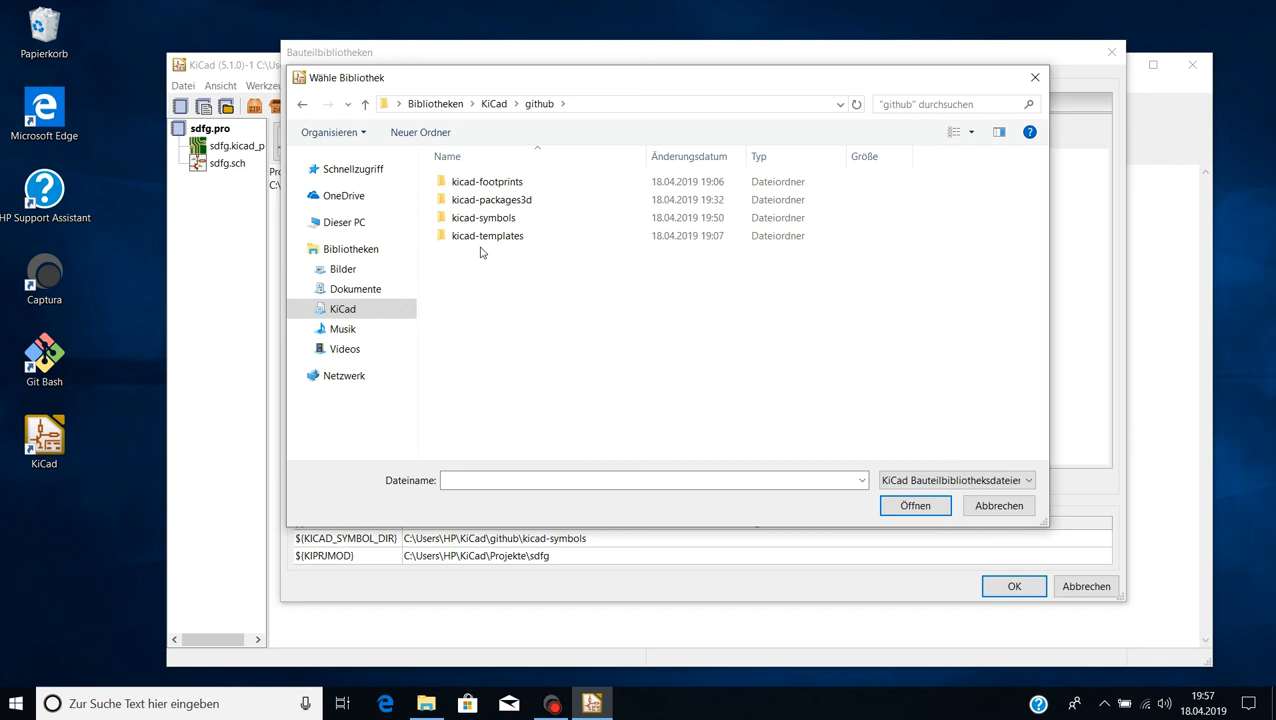 Papierkorb
Microsoft Edge
HP Support Assistant
Captura
Git Bash
KiCad
KiCad (5.1.0)-1 C:\Use
Datei Ansicht Werkzeu
sdfg.pro
sdfg.kicad_p
sdfg.sch
Bauteilbibliotheken
Wähle Bibliothek
Bibliotheken KiCad github
"github" durchsuchen
Organisieren Neuer Ordner
Name Änderungsdatum Typ Größe
kicad-footprints 18.04.2019 19:06 Dateiordner
kicad-packages3d 18.04.2019 19:32 Dateiordner
kicad-symbols 18.04.2019 19:50 Dateiordner
kicad-templates 18.04.2019 19:07 Dateiordner
Schnellzugriff
OneDrive
Dieser PC
Bibliotheken
Bilder
Dokumente
KiCad
Musik
Videos
Netzwerk
Dateiname:
KiCad Bauteilbibliotheksdateien
Öffnen Abbrechen
${KICAD_SYMBOL_DIR} C:\Users\HP\KiCad\github\kicad-symbols
${KIPRJMOD} C:\Users\HP\KiCad\Projekte\sdfg
OK Abbrechen
Zur Suche Text hier eingeben
19:57
18.04.2019